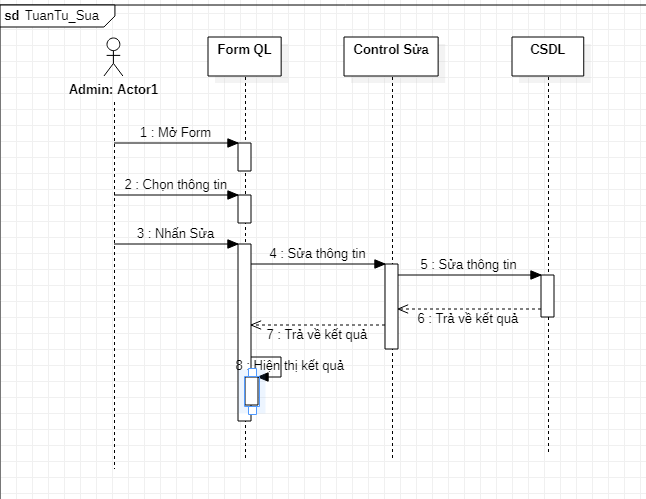 sd TuanTu_Sua
Form QL
Control Sửa
CSDL
Admin: Actor1
1 : Mở Form
2 : Chọn thông tin
3 : Nhấn Sửa
4 : Sửa thông tin
5 : Sửa thông tin
6 : Trả về kết quả
7 : Trả về kết quả
8 : Hiện thị kết quả